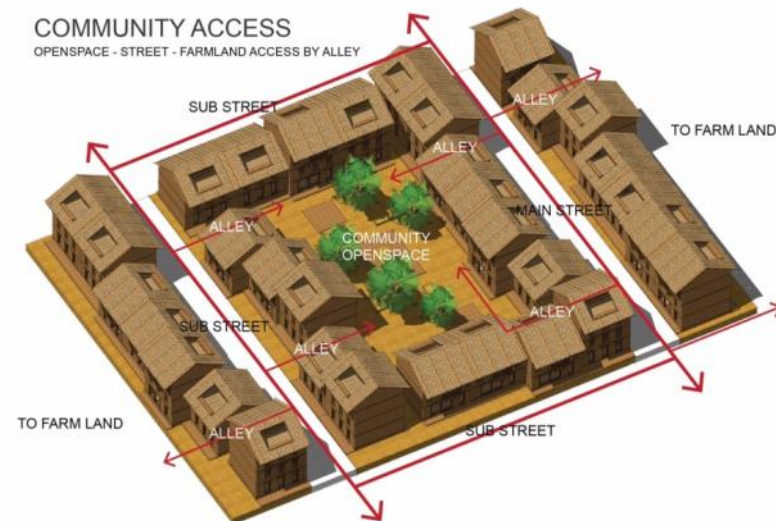 COMMUNITY ACCESS
OPENSPACE - STREET - FARMLAND ACCESS BY ALLEY
SUB STREET
ALLEY
TO FARM LAND
ALLEY
MAIN STREET
ALLEY
COMMUNITY
OPENSPACE
ALLEY
SUB STREET
ALLEY
TO FARM LAND
ALLEY
SUB STREET